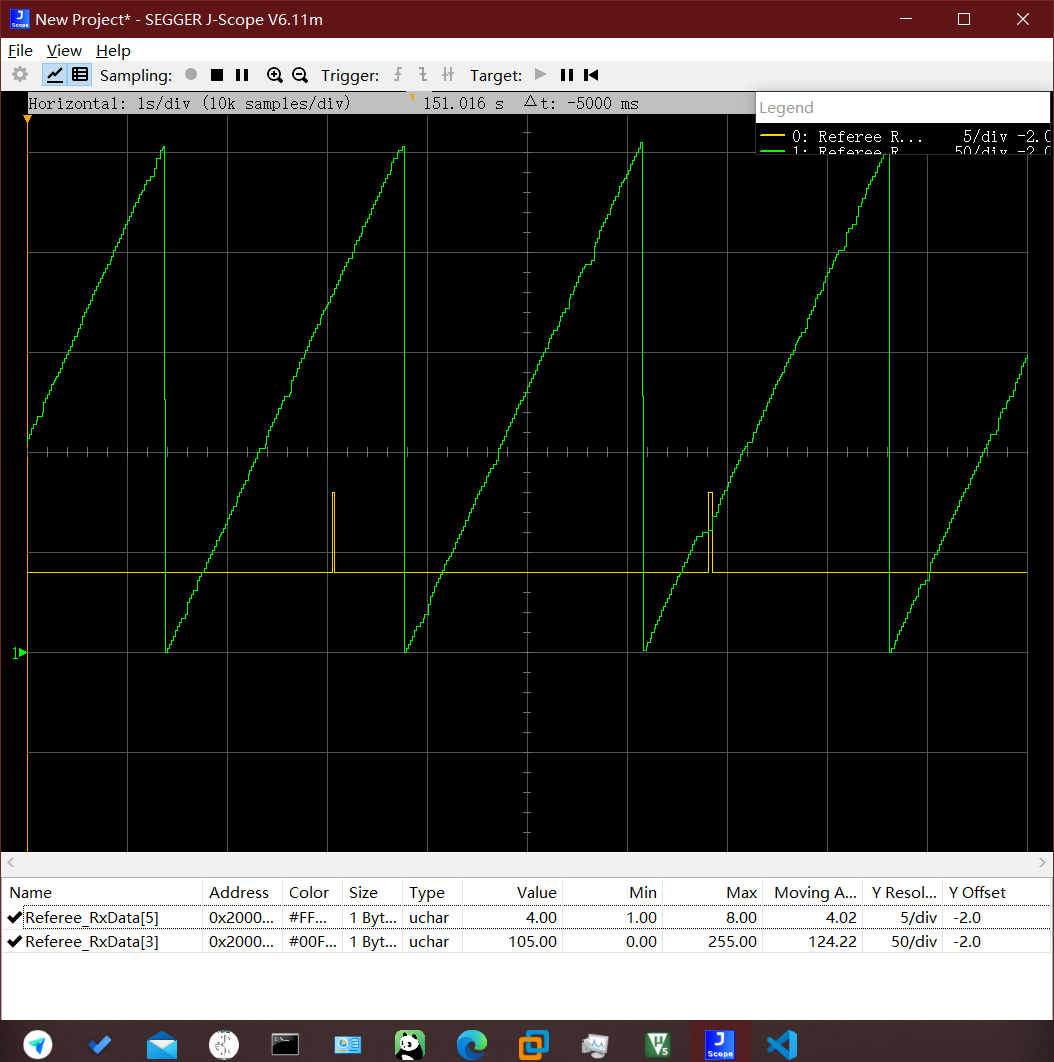 New Project* - SEGGER J-Scope V6.11m
File View Help
Sampling: Trigger: Target:
Horizontal: 1s/div (10k samples/div) 151.016 s △t: -5000 ms
Legend
0: Referee R... 5/div -2.0
1: Referee R 50/div -2.0
1
Name Address Color Size Type Value Min Max Moving A... Y Resol... Y Offset
Referee_RxData[5] 0x2000... #FF... 1 Byt... uchar 4.00 1.00 8.00 4.02 5/div -2.0
Referee_RxData[3] 0x2000... #00F... 1 Byt... uchar 105.00 0.00 255.00 124.22 50/div -2.0
J
Scope